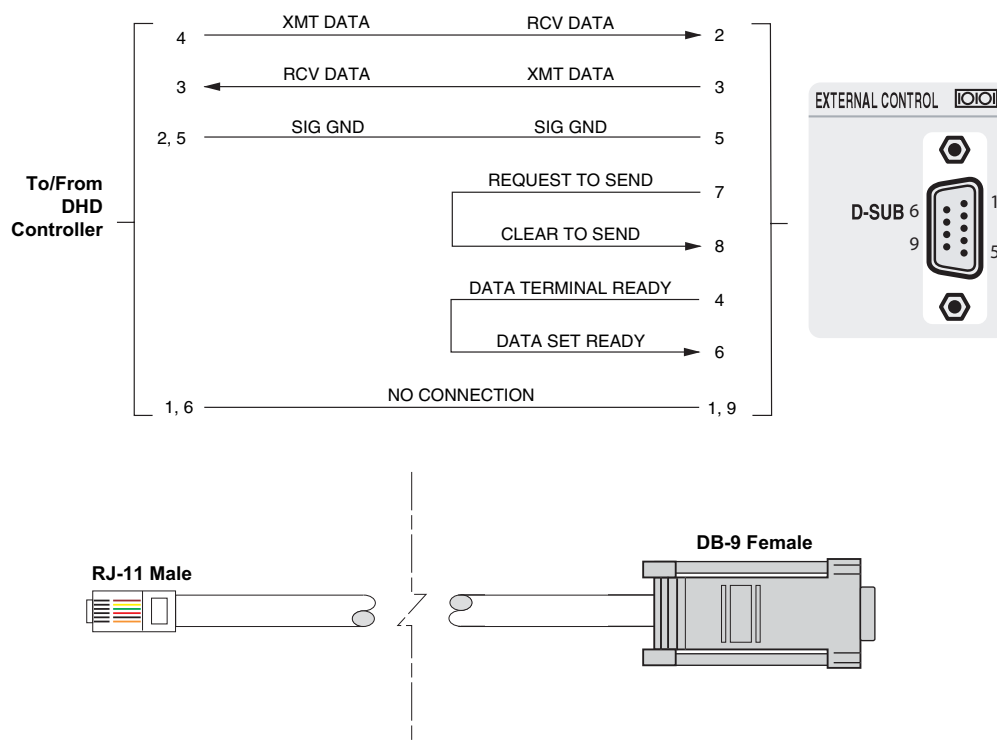 4 XMT DATA RCV DATA 2
3 RCV DATA XMT DATA 3
2, 5 SIG GND SIG GND 5
REQUEST TO SEND 7
CLEAR TO SEND 8
DATA TERMINAL READY 4
DATA SET READY 6
1, 6 NO CONNECTION 1, 9
To/From
DHD
Controller
EXTERNAL CONTROL IOIOI
D-SUB 6 1
9 5
RJ-11 Male
DB-9 Female